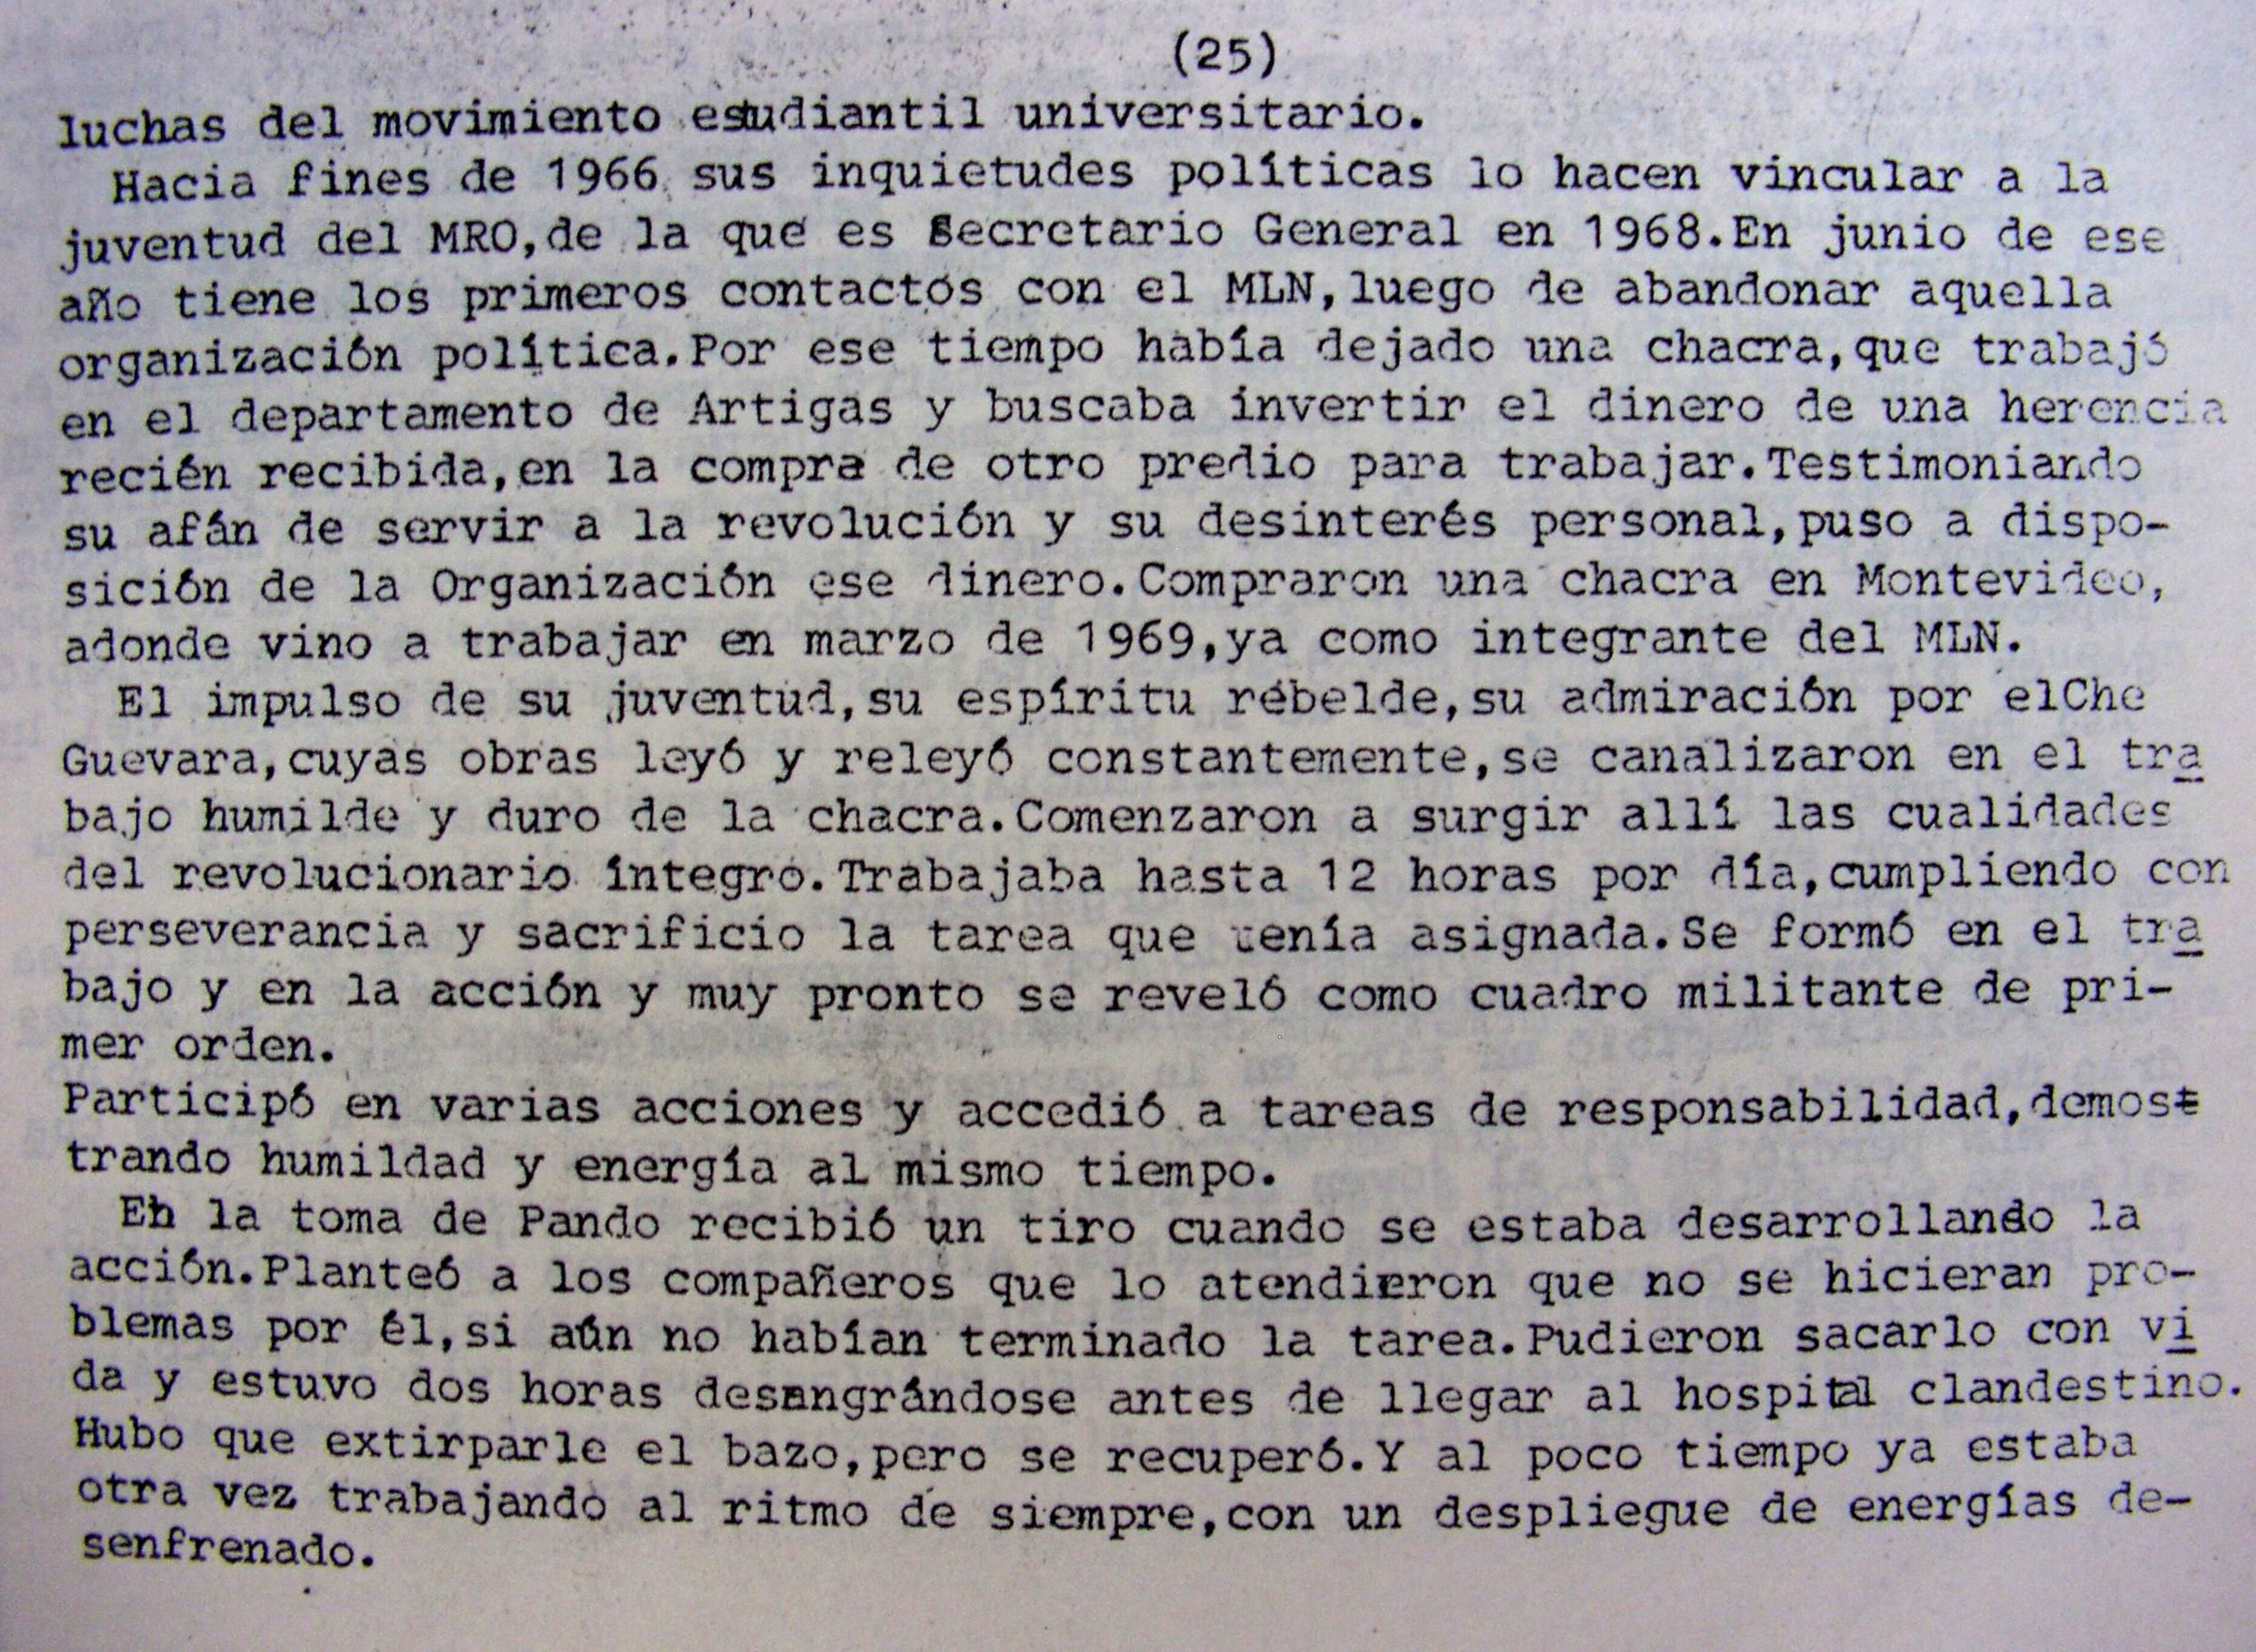 (25)
luchas del movimiento estudiantil universitario.
Hacia fines de 1966 sus inquietudes políticas lo hacen vincular a la
juventud del MRO,de la que es Secretario General en 1968.En junio de ese
año tiene los primeros contactos con el MLN,luego de abandonar aquella
organización política.Por ese tiempo había dejado una chacra,que trabajó
en el departamento de Artigas y buscaba invertir el dinero de una herencia
recién recibida,en la compra de otro predio para trabajar.Testimoniando
su afán de servir a la revolución y su desinterés personal,puso a dispo-
sición de la Organización ese dinero.Compraron una chacra en Montevideo,
adonde vino a trabajar en marzo de 1969,ya como integrante del MLN.
El impulso de su juventud,su espíritu rebelde,su admiración por elChe
Guevara,cuyas obras leyó y releyó constantemente,se canalizaron en el tra
bajo humilde y duro de la chacra.Comenzaron a surgir allí las cualidades
del revolucionario íntegro.Trabajaba hasta 12 horas por día,cumpliendo con
perseverancia y sacrificio la tarea que tenía asignada.Se formó en el tra
bajo y en la acción y muy pronto se reveló como cuadro militante de pri-
mer orden.
Participó en varias acciones y accedió a tareas de responsabilidad,demost
trando humildad y energía al mismo tiempo.
En la toma de Pando recibió un tiro cuando se estaba desarrollando la
acción.Planteó a los compañeros que lo atendieron que no se hicieran pro-
blemas por él,si aún no habían terminado la tarea.Pudieron sacarlo con vi
da y estuvo dos horas desangrándose antes de llegar al hospital clandestino.
Hubo que extirparle el bazo,pero se recuperó.Y al poco tiempo ya estaba
otra vez trabajando al ritmo de siempre,con un despliegue de energías de-
senfrenado.